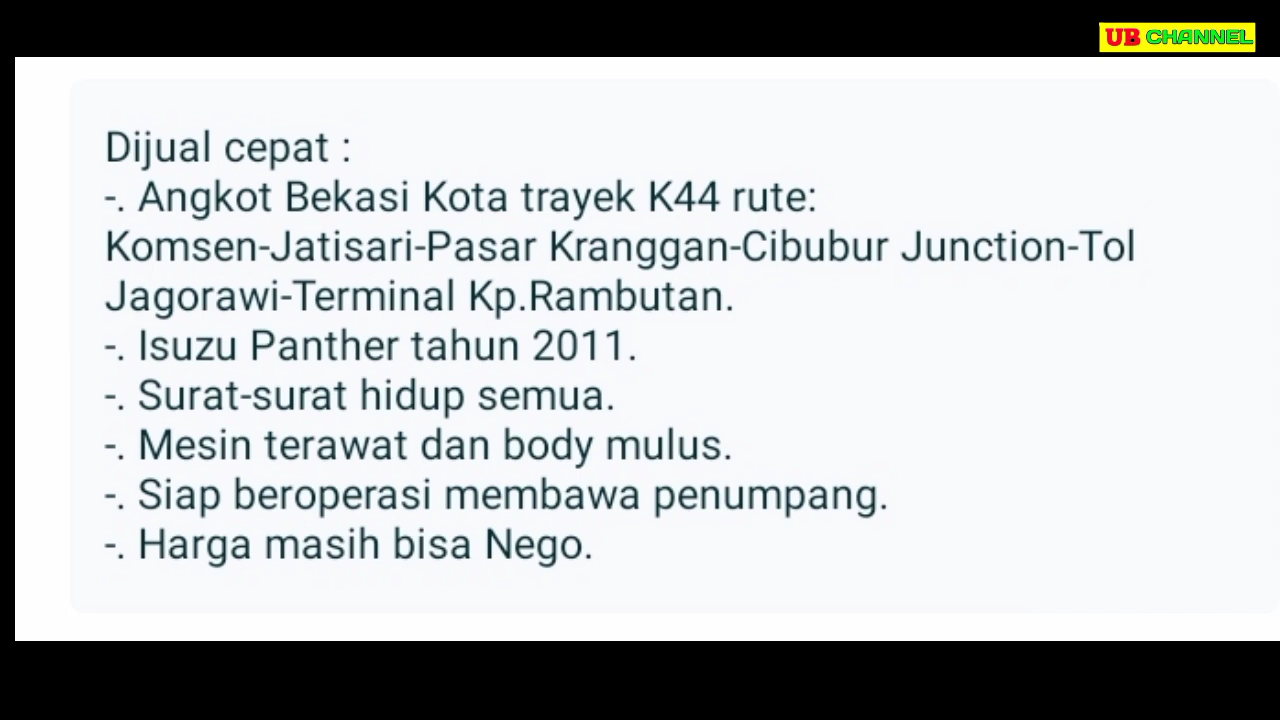 UB CHANNEL
Dijual cepat :
-. Angkot Bekasi Kota trayek K44 rute:
Komsen-Jatisari-Pasar Kranggan-Cibubur Junction-Tol
Jagorawi-Terminal Kp.Rambutan.
-. Isuzu Panther tahun 2011.
-. Surat-surat hidup semua.
-. Mesin terawat dan body mulus.
-. Siap beroperasi membawa penumpang.
-. Harga masih bisa Nego.